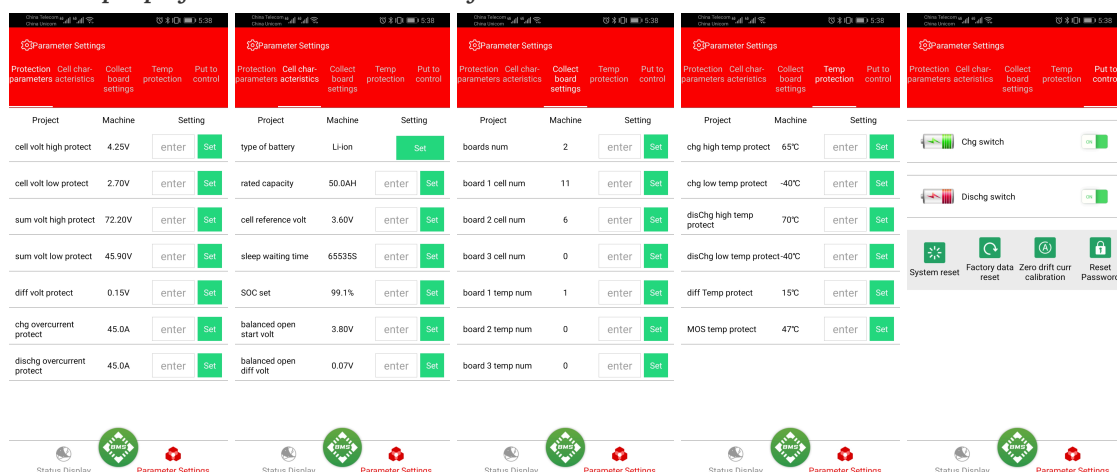 China Telecom 5:38
China Unicom
Parameter Settings
Protection parameters Cell char-acteristics Collect board settings Temp protection Put to control
Project Machine Setting
cell volt high protect 4.25V enter Set
cell volt low protect 2.70V enter Set
sum volt high protect 72.20V enter Set
sum volt low protect 45.90V enter Set
diff volt protect 0.15V enter Set
chg overcurrent protect 45.0A enter Set
dischg overcurrent protect 45.0A enter Set
BMS
Status Display Parameter Settings
China Telecom 5:38
China Unicom
Parameter Settings
Protection parameters Cell char-acteristics Collect board settings Temp protection Put to control
Project Machine Setting
type of battery Li-ion Set
rated capacity 50.0AH enter Set
cell reference volt 3.60V enter Set
sleep waiting time 65535S enter Set
SOC set 99.1% enter Set
balanced open start volt 3.80V enter Set
balanced open diff volt 0.07V enter Set
BMS
Status Display Parameter Settings
China Telecom 5:38
China Unicom
Parameter Settings
Protection parameters Cell char-acteristics Collect board settings Temp protection Put to control
Project Machine Setting
boards num 2 enter Set
board 1 cell num 11 enter Set
board 2 cell num 6 enter Set
board 3 cell num 0 enter Set
board 1 temp num 1 enter Set
board 2 temp num 0 enter Set
board 3 temp num 0 enter Set
BMS
Status Display Parameter Settings
China Telecom 5:38
China Unicom
Parameter Settings
Protection parameters Cell char-acteristics Collect board settings Temp protection Put to control
Project Machine Setting
chg high temp protect 65℃ enter Set
chg low temp protect -40℃ enter Set
disChg high temp protect 70℃ enter Set
disChg low temp protect -40℃ enter Set
diff Temp protect 15℃ enter Set
MOS temp protect 47℃ enter Set
BMS
Status Display Parameter Settings
China Telecom 5:38
China Unicom
Parameter Settings
Protection parameters Cell char-acteristics Collect board settings Temp protection Put to control
Chg switch ON
Dischg switch ON
System reset Factory data reset Zero drift curr calibration Reset Password
BMS
Status Display Parameter Settings